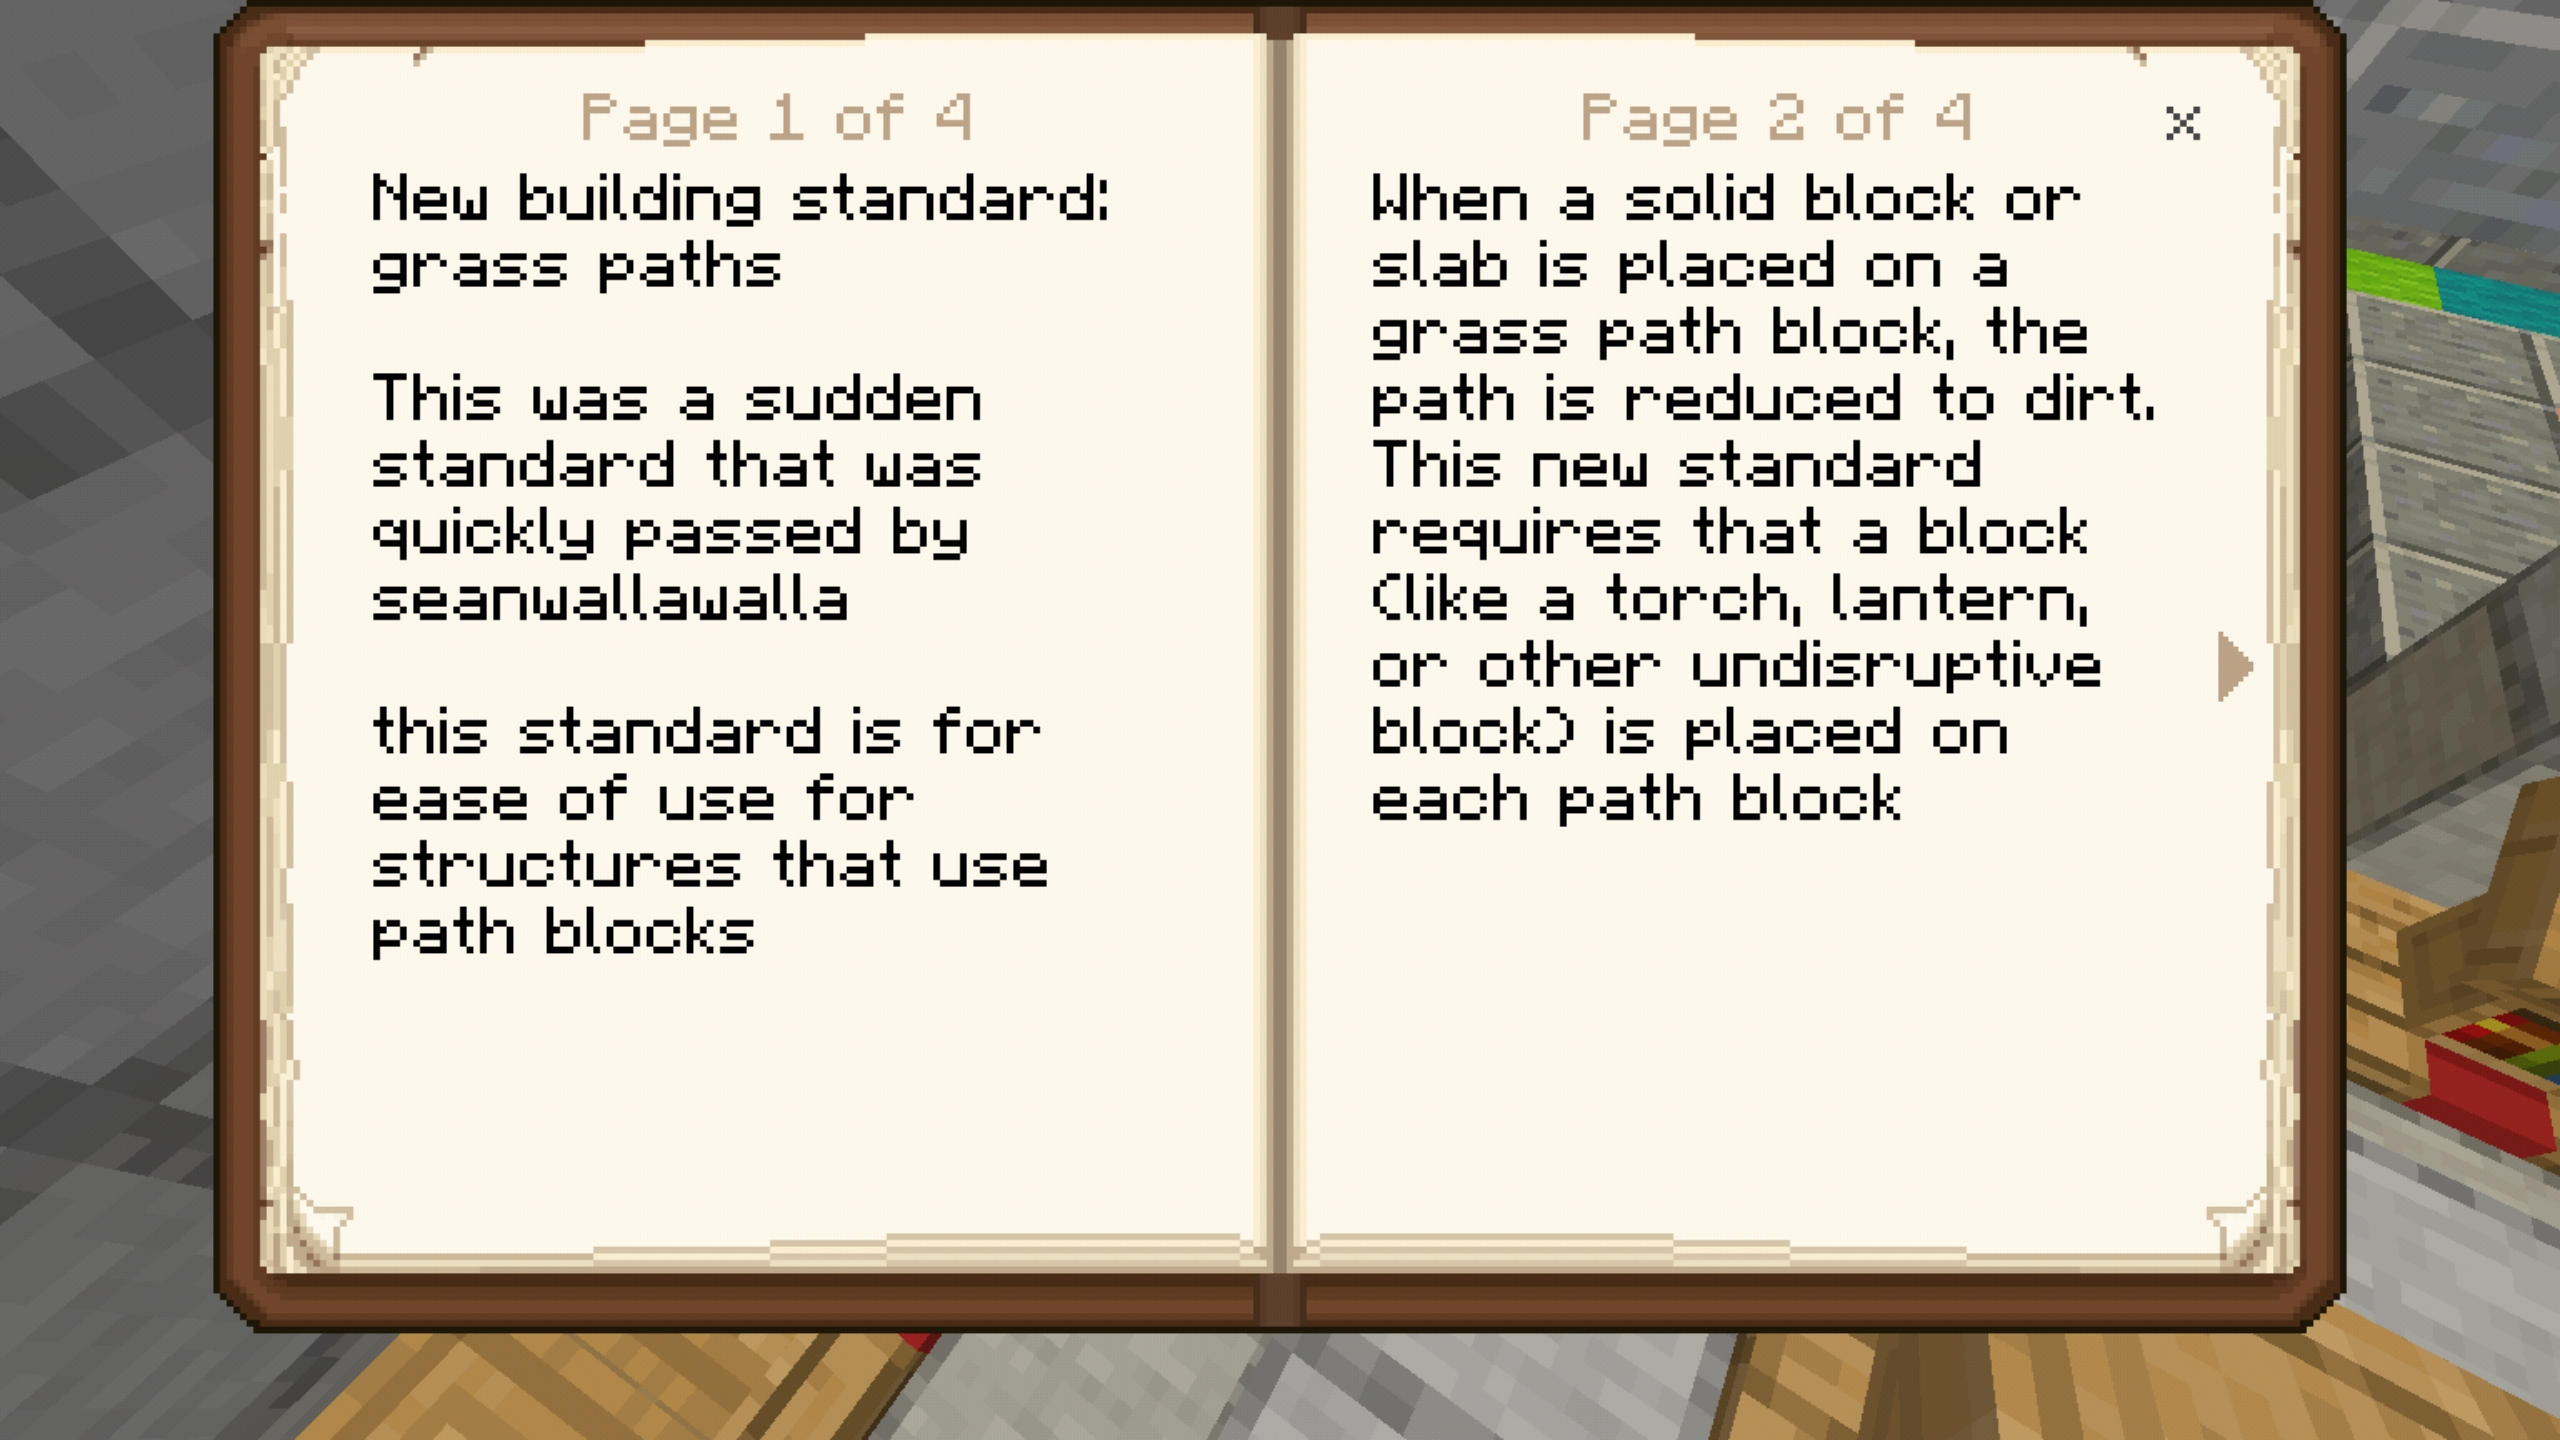 Page 1 of 4
New building standard:
grass paths
This was a sudden
standard that was
quickly passed by
seanwallawalla
this standard is for
ease of use for
structures that use
path blocks
Page 2 of 4
x
When a solid block or
slab is placed on a
grass path block, the
path is reduced to dirt.
This new standard
requires that a block
(like a torch, lantern,
or other undisruptive
block) is placed on
each path block